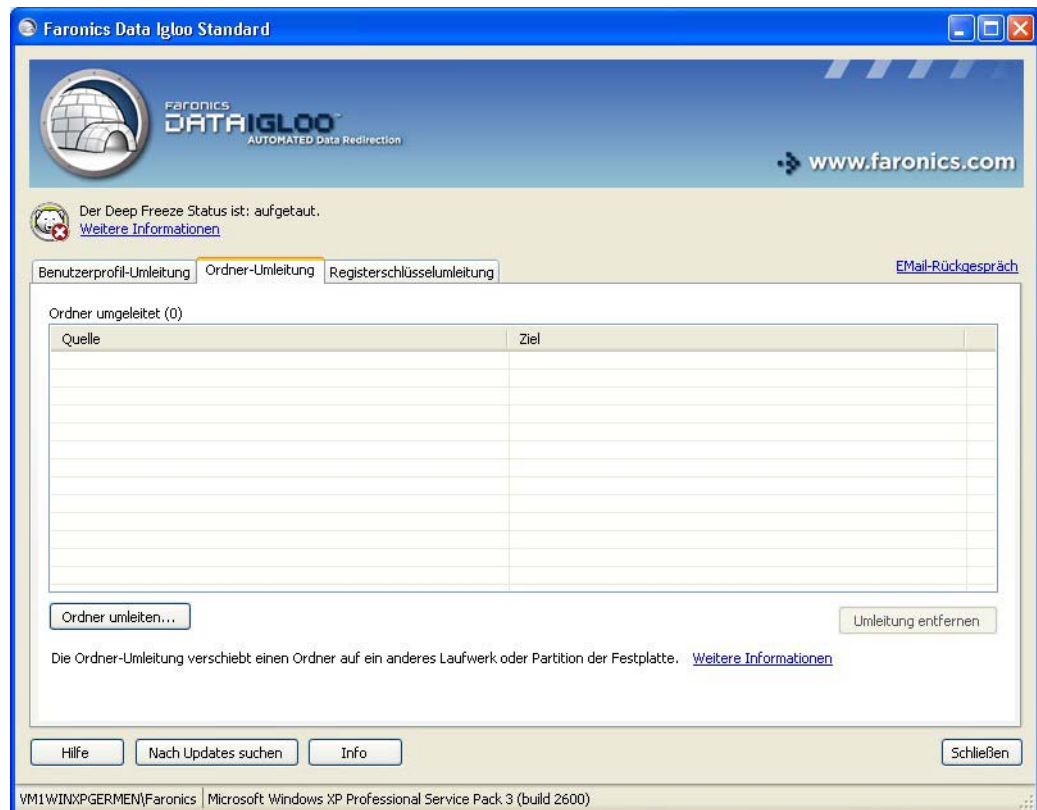 Faronics Data Igloo Standard
Faronics
DATA IGLOO™
AUTOMATED Data Redirection
www.faronics.com
Der Deep Freeze Status ist: aufgetaut.
Weitere Informationen
Benutzerprofil-Umleitung Ordner-Umleitung Registerschlüsselumleitung EMail-Rückgespräch
Ordner umgeleitet (0)
Quelle Ziel
Ordner umleiten... Umleitung entfernen
Die Ordner-Umleitung verschiebt einen Ordner auf ein anderes Laufwerk oder Partition der Festplatte. Weitere Informationen
Hilfe Nach Updates suchen Info Schließen
VM1WINXPGERMEN\Faronics Microsoft Windows XP Professional Service Pack 3 (build 2600)